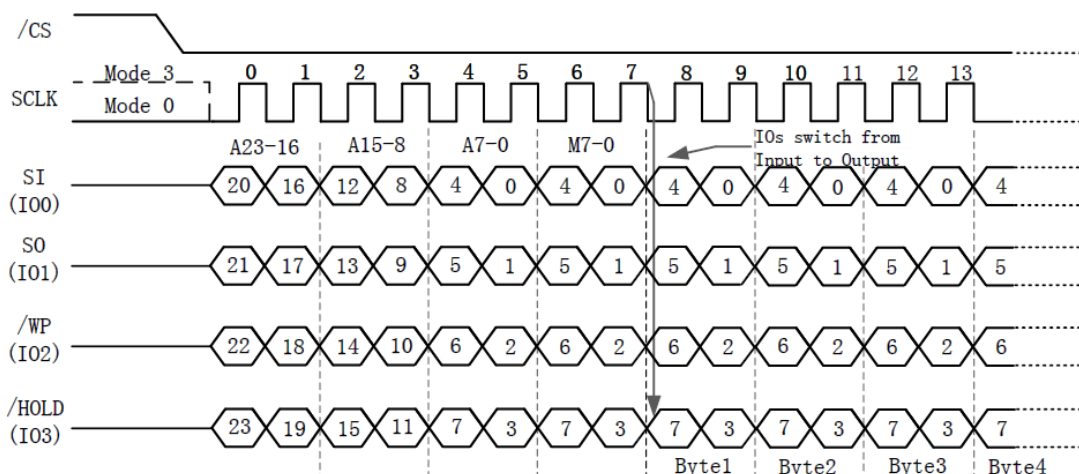 /CS
Mode 3 0 1 2 3 4 5 6 7 8 9 10 11 12 13
SCLK
Mode 0
IOs switch from
A23-16 A15-8 A7-0 M7-0
Input to Output
SI
20 16 12 8 4 0 4 0 4 0 4 0 4 0 4
(IO0)
SO
21 17 13 9 5 1 5 1 5 1 5 1 5 1 5
(IO1)
/WP
22 18 14 10 6 2 6 2 6 2 6 2 6 2 6
(IO2)
/HOLD
23 19 15 11 7 3 7 3 7 3 7 3 7 3 7
(IO3)
Byte1 Byte2 Byte3 Byte4